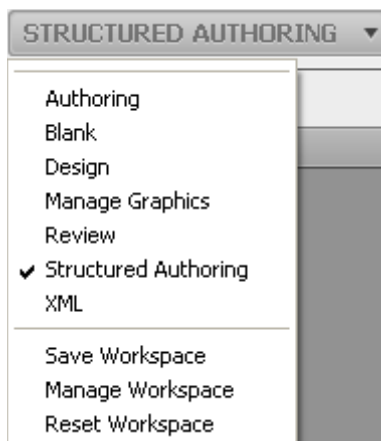 STRUCTURED AUTHORING
Authoring
Blank
Design
Manage Graphics
Review
Structured Authoring
XML
Save Workspace
Manage Workspace
Reset Workspace